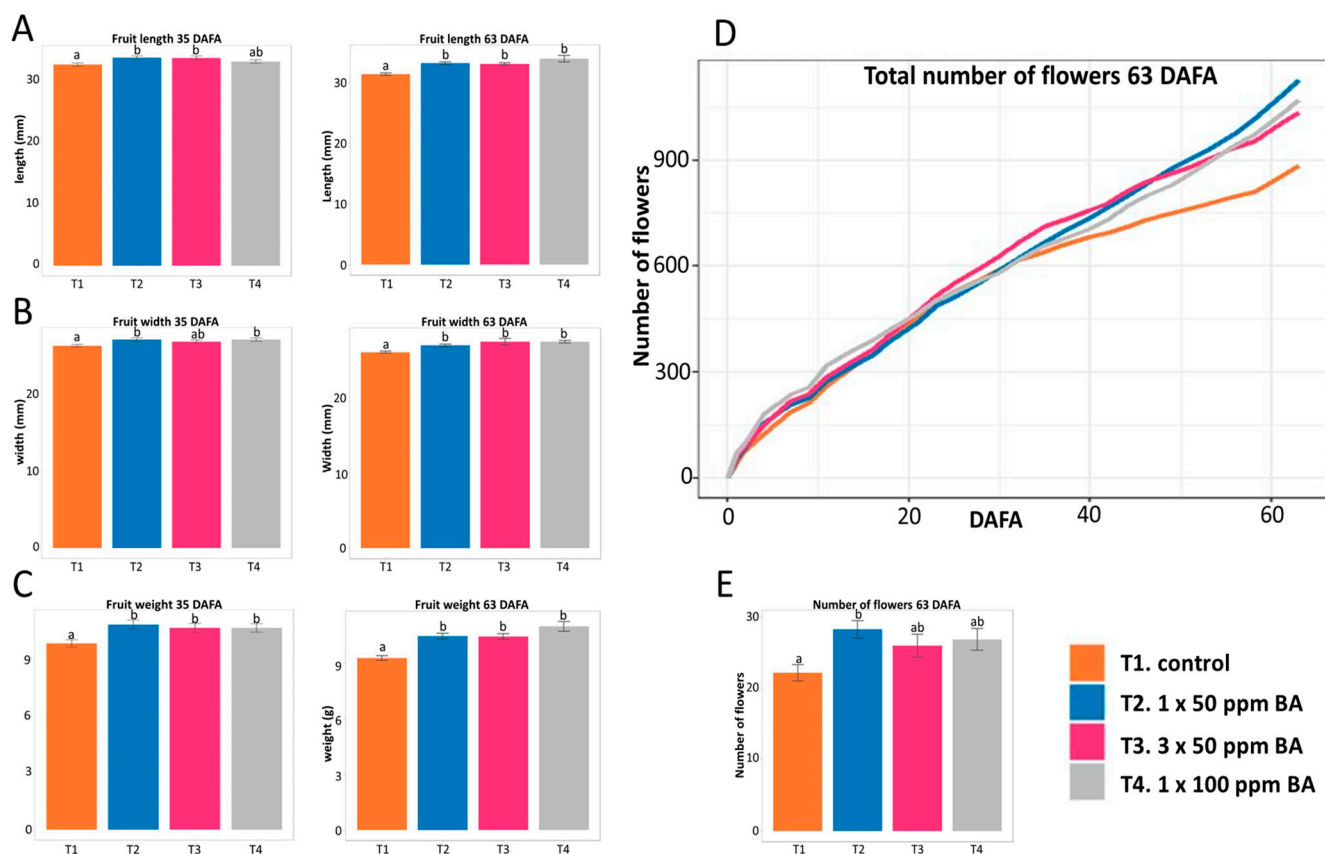 A
Fruit length 35 DAFA
a
b
b
ab
length (mm)
30
20
10
0
T1
T2
T3
T4
Fruit length 63 DAFA
a
b
b
b
Length (mm)
30
20
10
0
T1
T2
T3
T4
B
Fruit width 35 DAFA
a
b
ab
b
width (mm)
20
10
0
T1
T2
T3
T4
Fruit width 63 DAFA
a
b
b
b
Width (mm)
20
10
0
T1
T2
T3
T4
C
Fruit weight 35 DAFA
a
b
b
b
9
6
3
0
T1
T2
T3
T4
Fruit weight 63 DAFA
a
b
b
b
weight (g)
9
6
3
0
T1
T2
T3
T4
D
Total number of flowers 63 DAFA
Number of flowers
900
600
300
0
0
20
40
60
DAFA
E
Number of flowers 63 DAFA
a
b
ab
ab
Number of flowers
30
20
10
0
T1
T2
T3
T4
T1. control
T2. 1 x 50 ppm BA
T3. 3 x 50 ppm BA
T4. 1 x 100 ppm BA